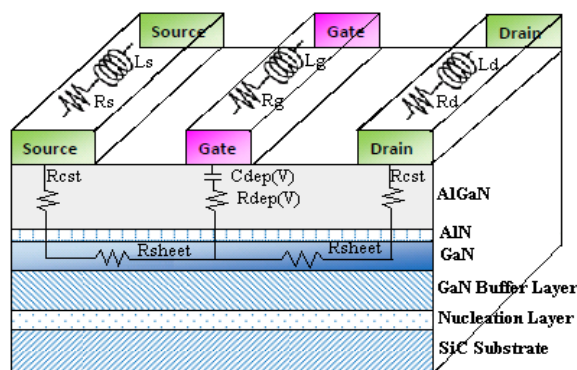 Source Gate Drain
Ls Lg Ld
Rs Rg Rd
Source Gate Drain
Rcst Cdep(V) Rcst
Rdep(V)
AlGaN
AlN
Rsheet Rsheet
GaN
GaN Buffer Layer
Nucleation Layer
SiC Substrate